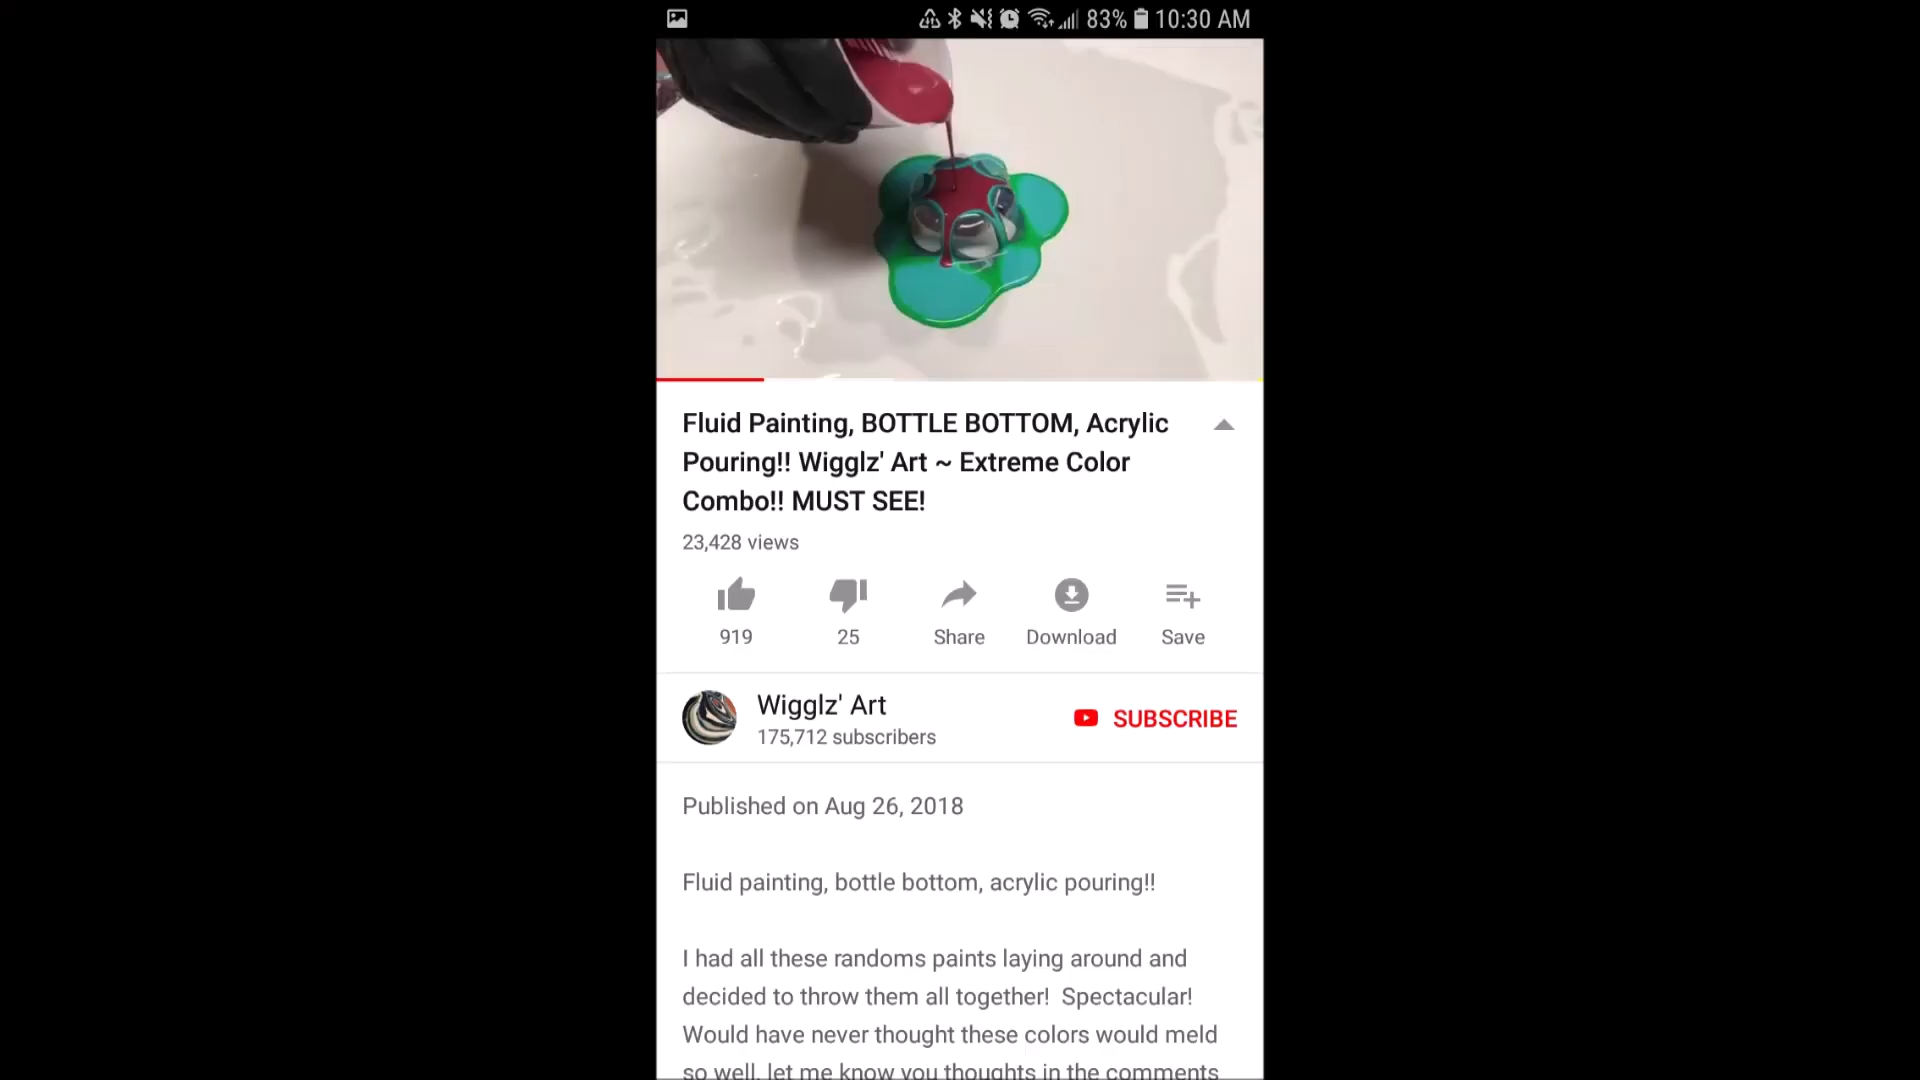 83% 10:30 AM
Fluid Painting, BOTTLE BOTTOM, Acrylic
Pouring!! Wigglz' Art ~ Extreme Color
Combo!! MUST SEE!
23,428 views
919 25 Share Download Save
Wigglz' Art
175,712 subscribers
SUBSCRIBE
Published on Aug 26, 2018
Fluid painting, bottle bottom, acrylic pouring!!
I had all these randoms paints laying around and
decided to throw them all together!  Spectacular!
Would have never thought these colors would meld
so well, let me know you thoughts in the comments